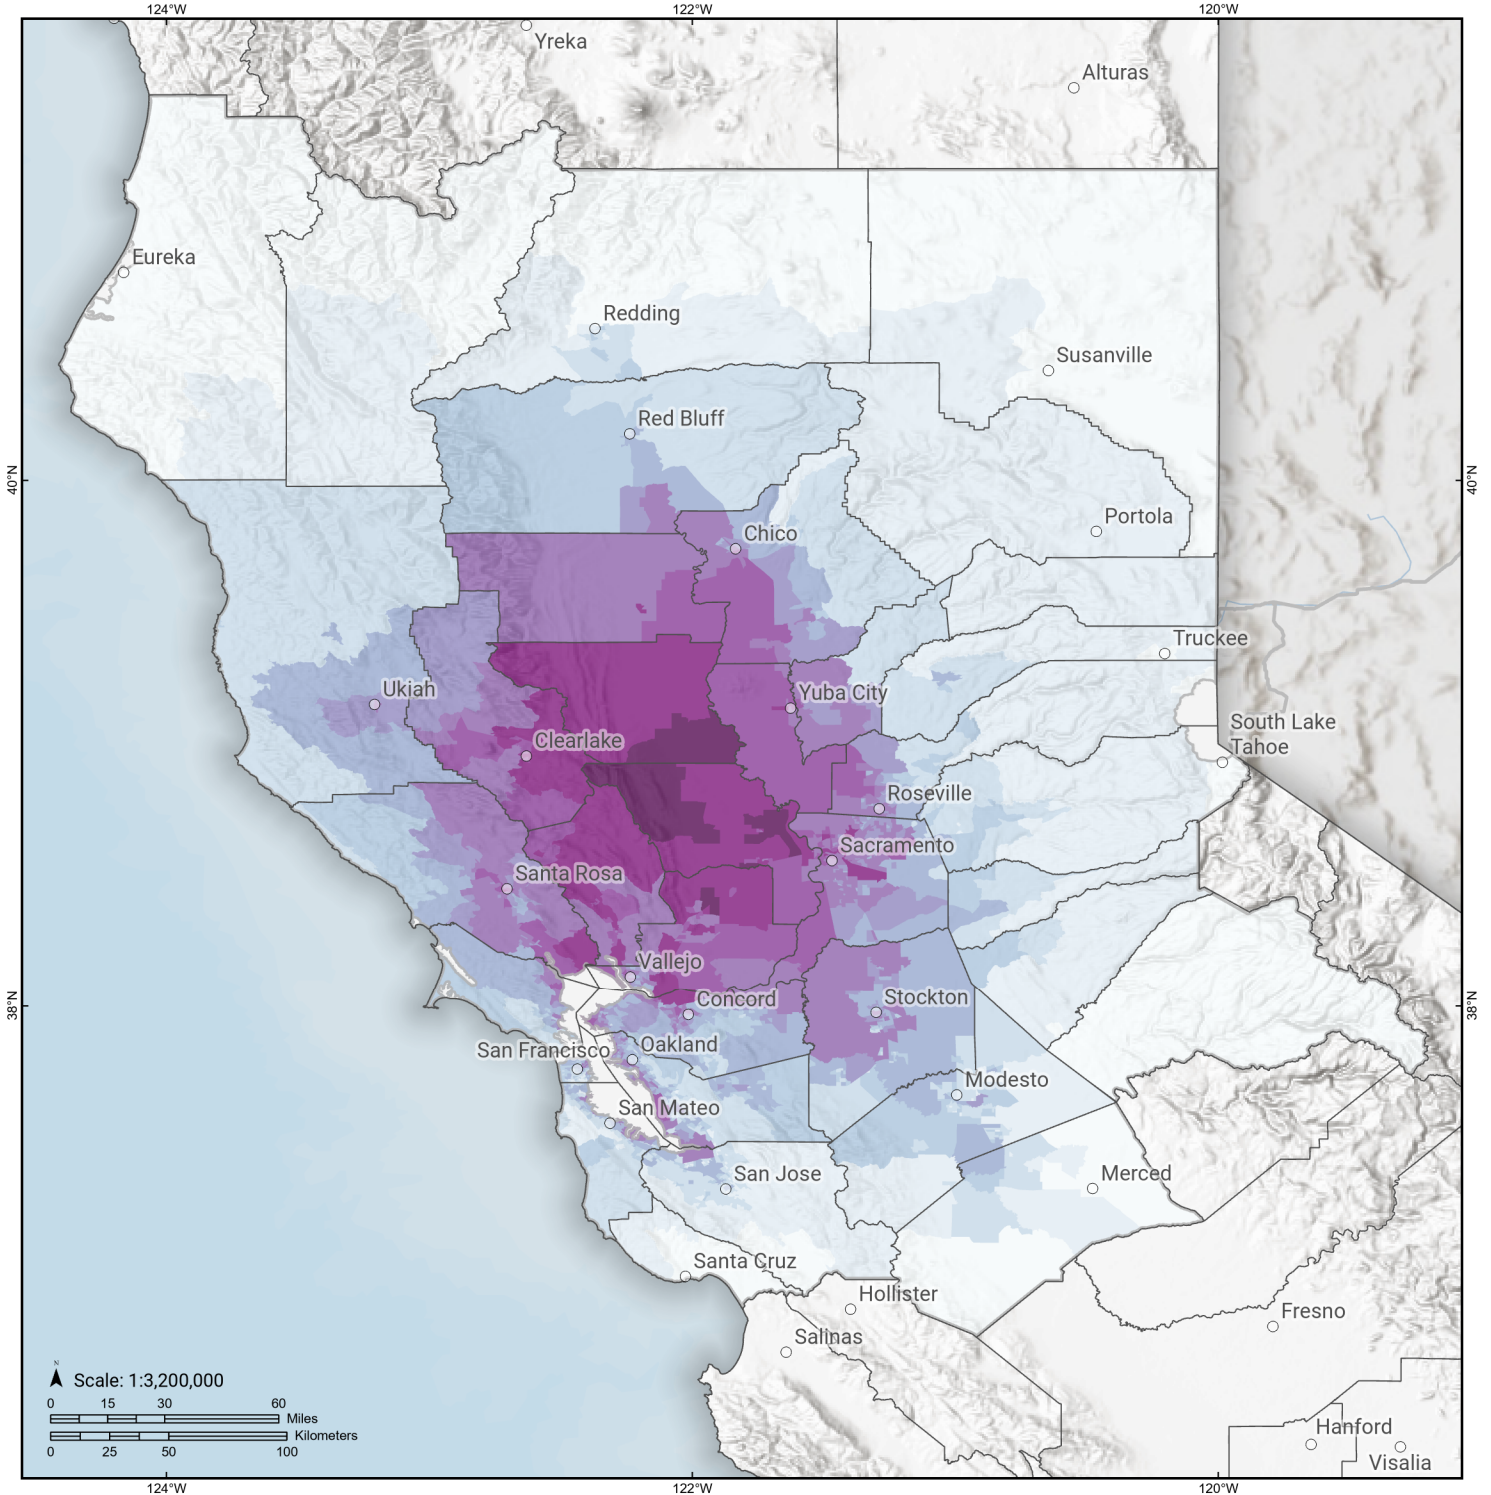 124°W
122°W
120°W
Yreka
Alturas
Eureka
Redding
Susanville
Red Bluff
40°N
40°N
Portola
Chico
Truckee
Ukiah
Yuba City
South Lake
Tahoe
Clearlake
Roseville
Sacramento
Santa Rosa
Vallejo
38°N
Concord
Stockton
38°N
San Francisco
Oakland
Modesto
San Mateo
San Jose
Merced
Santa Cruz
Hollister
Fresno
Salinas
N
Scale: 1:3,200,000
0 15 30 60
Miles
Kilometers
0 25 50 100
Hanford
Visalia
124°W
122°W
120°W